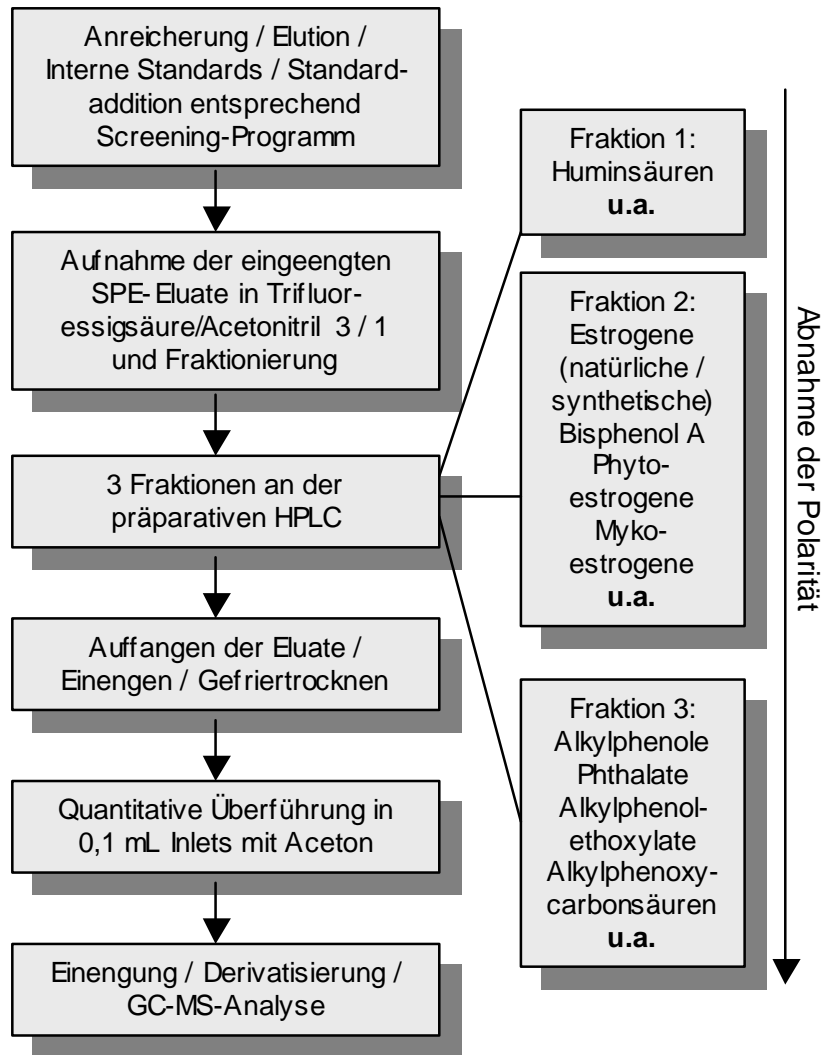 Anreicherung / Elution /
Interne Standards / Standard-
addition entsprechend
Screening-Programm
Aufnahme der eingeengten
SPE-Eluate in Trifluor-
essigsäure/Acetonitril 3 / 1
und Fraktionierung
3 Fraktionen an der
präparativen HPLC
Auffangen der Eluate /
Einengen / Gefriertrocknen
Quantitative Überführung in
0,1 mL Inlets mit Aceton
Einengung / Derivatisierung /
GC-MS-Analyse
Fraktion 1:
Huminsäuren
u.a.
Fraktion 2:
Estrogene
(natürliche /
synthetische)
Bisphenol A
Phyto-
estrogene
Myko-
estrogene
u.a.
Fraktion 3:
Alkylphenole
Phthalate
Alkylphenol-
ethoxylate
Alkylphenoxy-
carbonsäuren
u.a.
Abnahme der Polarität